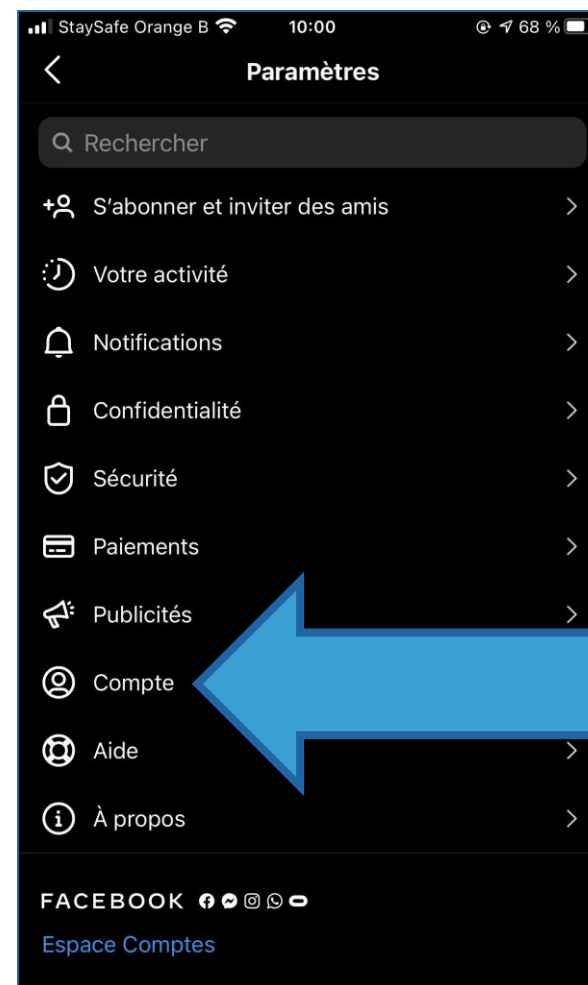 StaySafe Orange B 10:00 68 %
Paramètres
Rechercher
S'abonner et inviter des amis
Votre activité
Notifications
Confidentialité
Sécurité
Paiements
Publicités
Compte
Aide
À propos
FACEBOOK
Espace Comptes